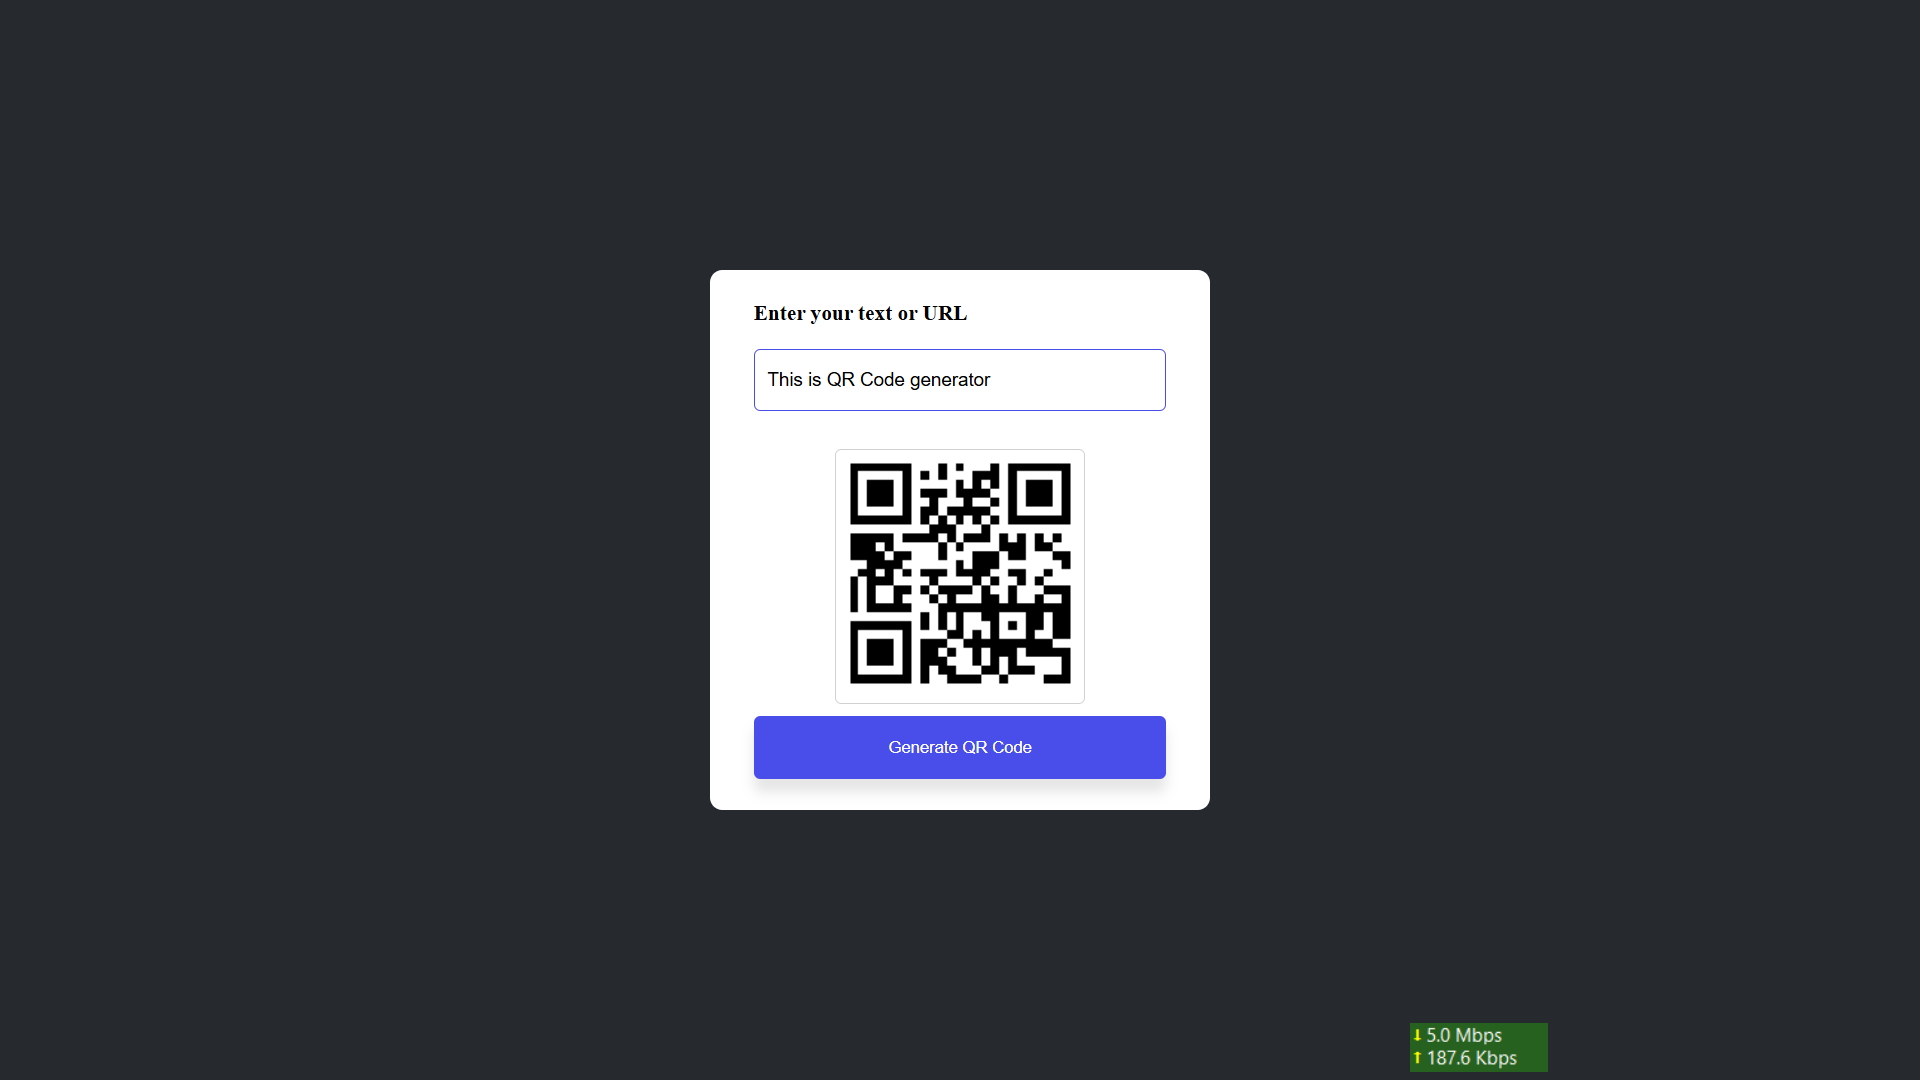 Enter your text or URL
This is QR Code generator
Generate QR Code
↓ 5.0 Mbps
↑ 187.6 Kbps